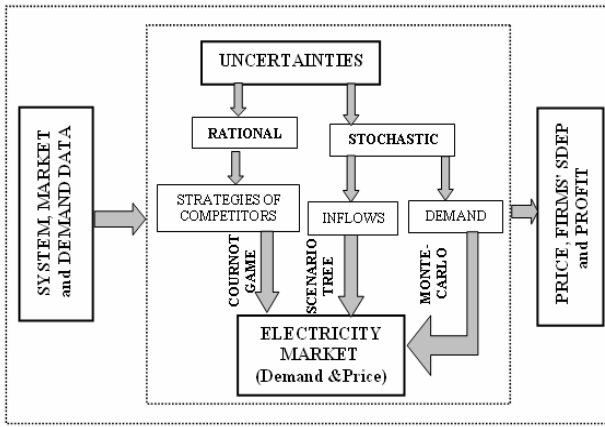 SYSTEM, MARKET
and DEMAND DATA
UNCERTAINTIES
RATIONAL
STOCHASTIC
STRATEGIES OF
COMPETITORS
INFLOWS
DEMAND
COURNOT
GAME
SCENARIO
TREE
MONTE-
CARLO
ELECTRICITY
MARKET
(Demand &Price)
PRICE, FIRMS' SDEP
and PROFIT